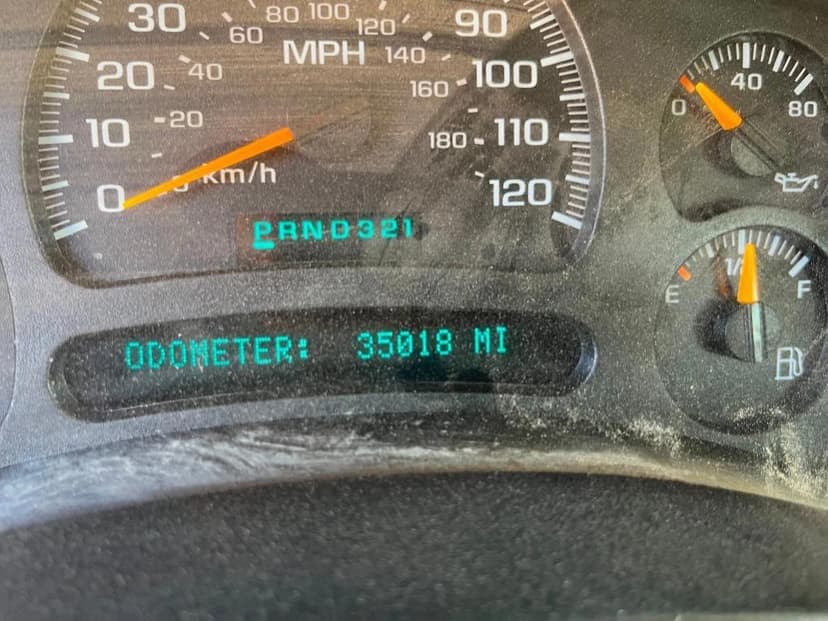 30 60 80 100 120 90
MPH 140
20 40 160 100
10 20 180 110
km/h
0 120
PRND321
ODOMETER: 35018 MI
0 40 80
E 1/2 F